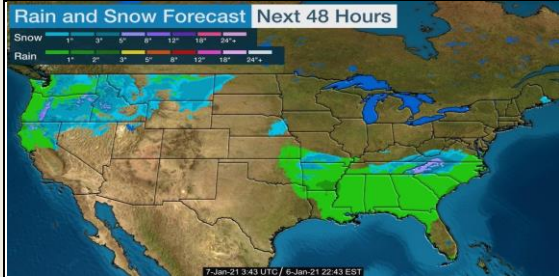 Rain and Snow Forecast Next 48 Hours
Snow
1" 2" 3" 5" 8" 12" 18" 24"+
Rain
1" 2" 3" 5" 8" 12" 18" 24"+
7-Jan-21 3:43 UTC / 6-Jan-21 22:43 EST